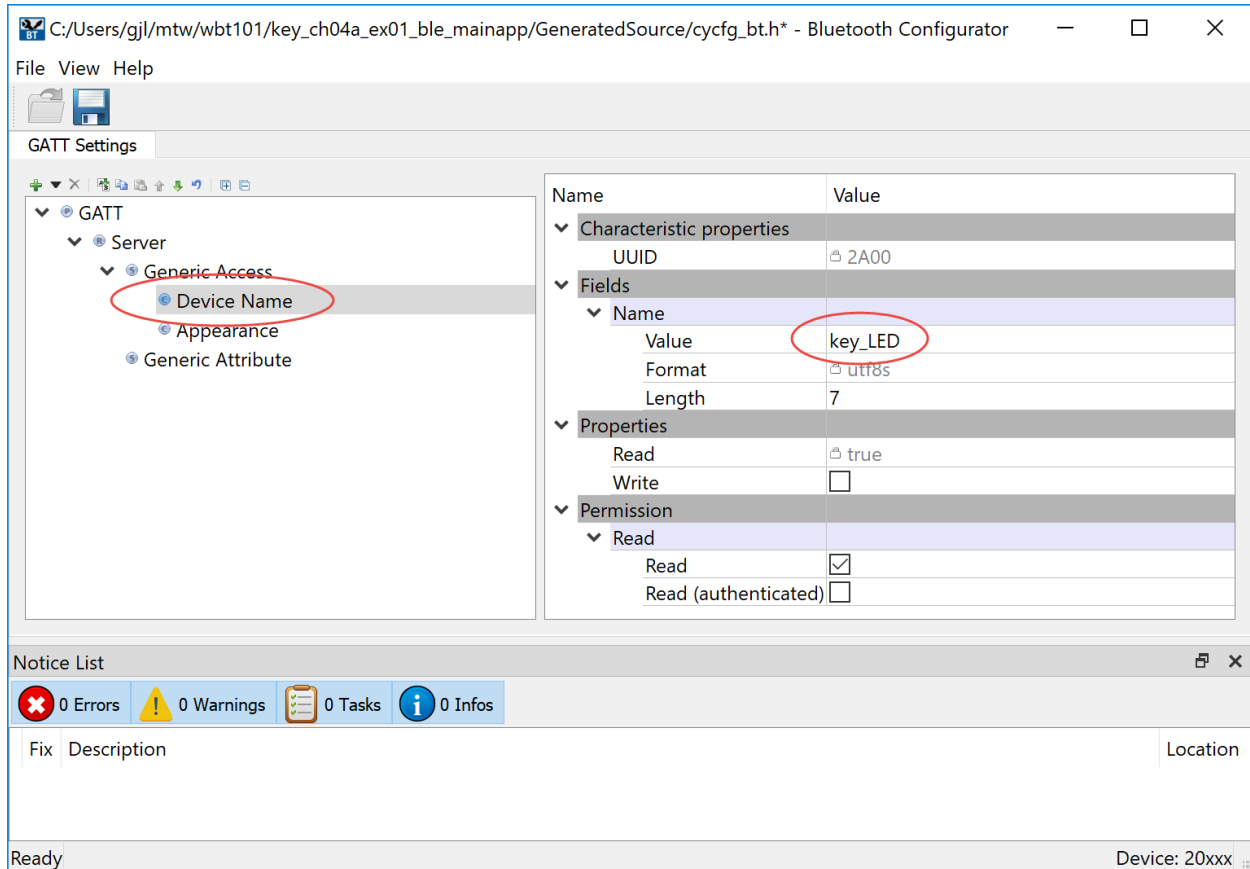 C:/Users/gjl/mtw/wbt101/key_ch04a_ex01_ble_mainapp/GeneratedSource/cycfg_bt.h* - Bluetooth Configurator
File View Help
GATT Settings
GATT
Server
Generic Access
Device Name
Appearance
Generic Attribute
Name Value
Characteristic properties
UUID 2A00
Fields
Name
Value key_LED
Format utf8s
Length 7
Properties
Read true
Write
Permission
Read
Read
Read (authenticated)
Notice List
0 Errors 0 Warnings 0 Tasks 0 Infos
Fix Description Location
Ready Device: 20xxx